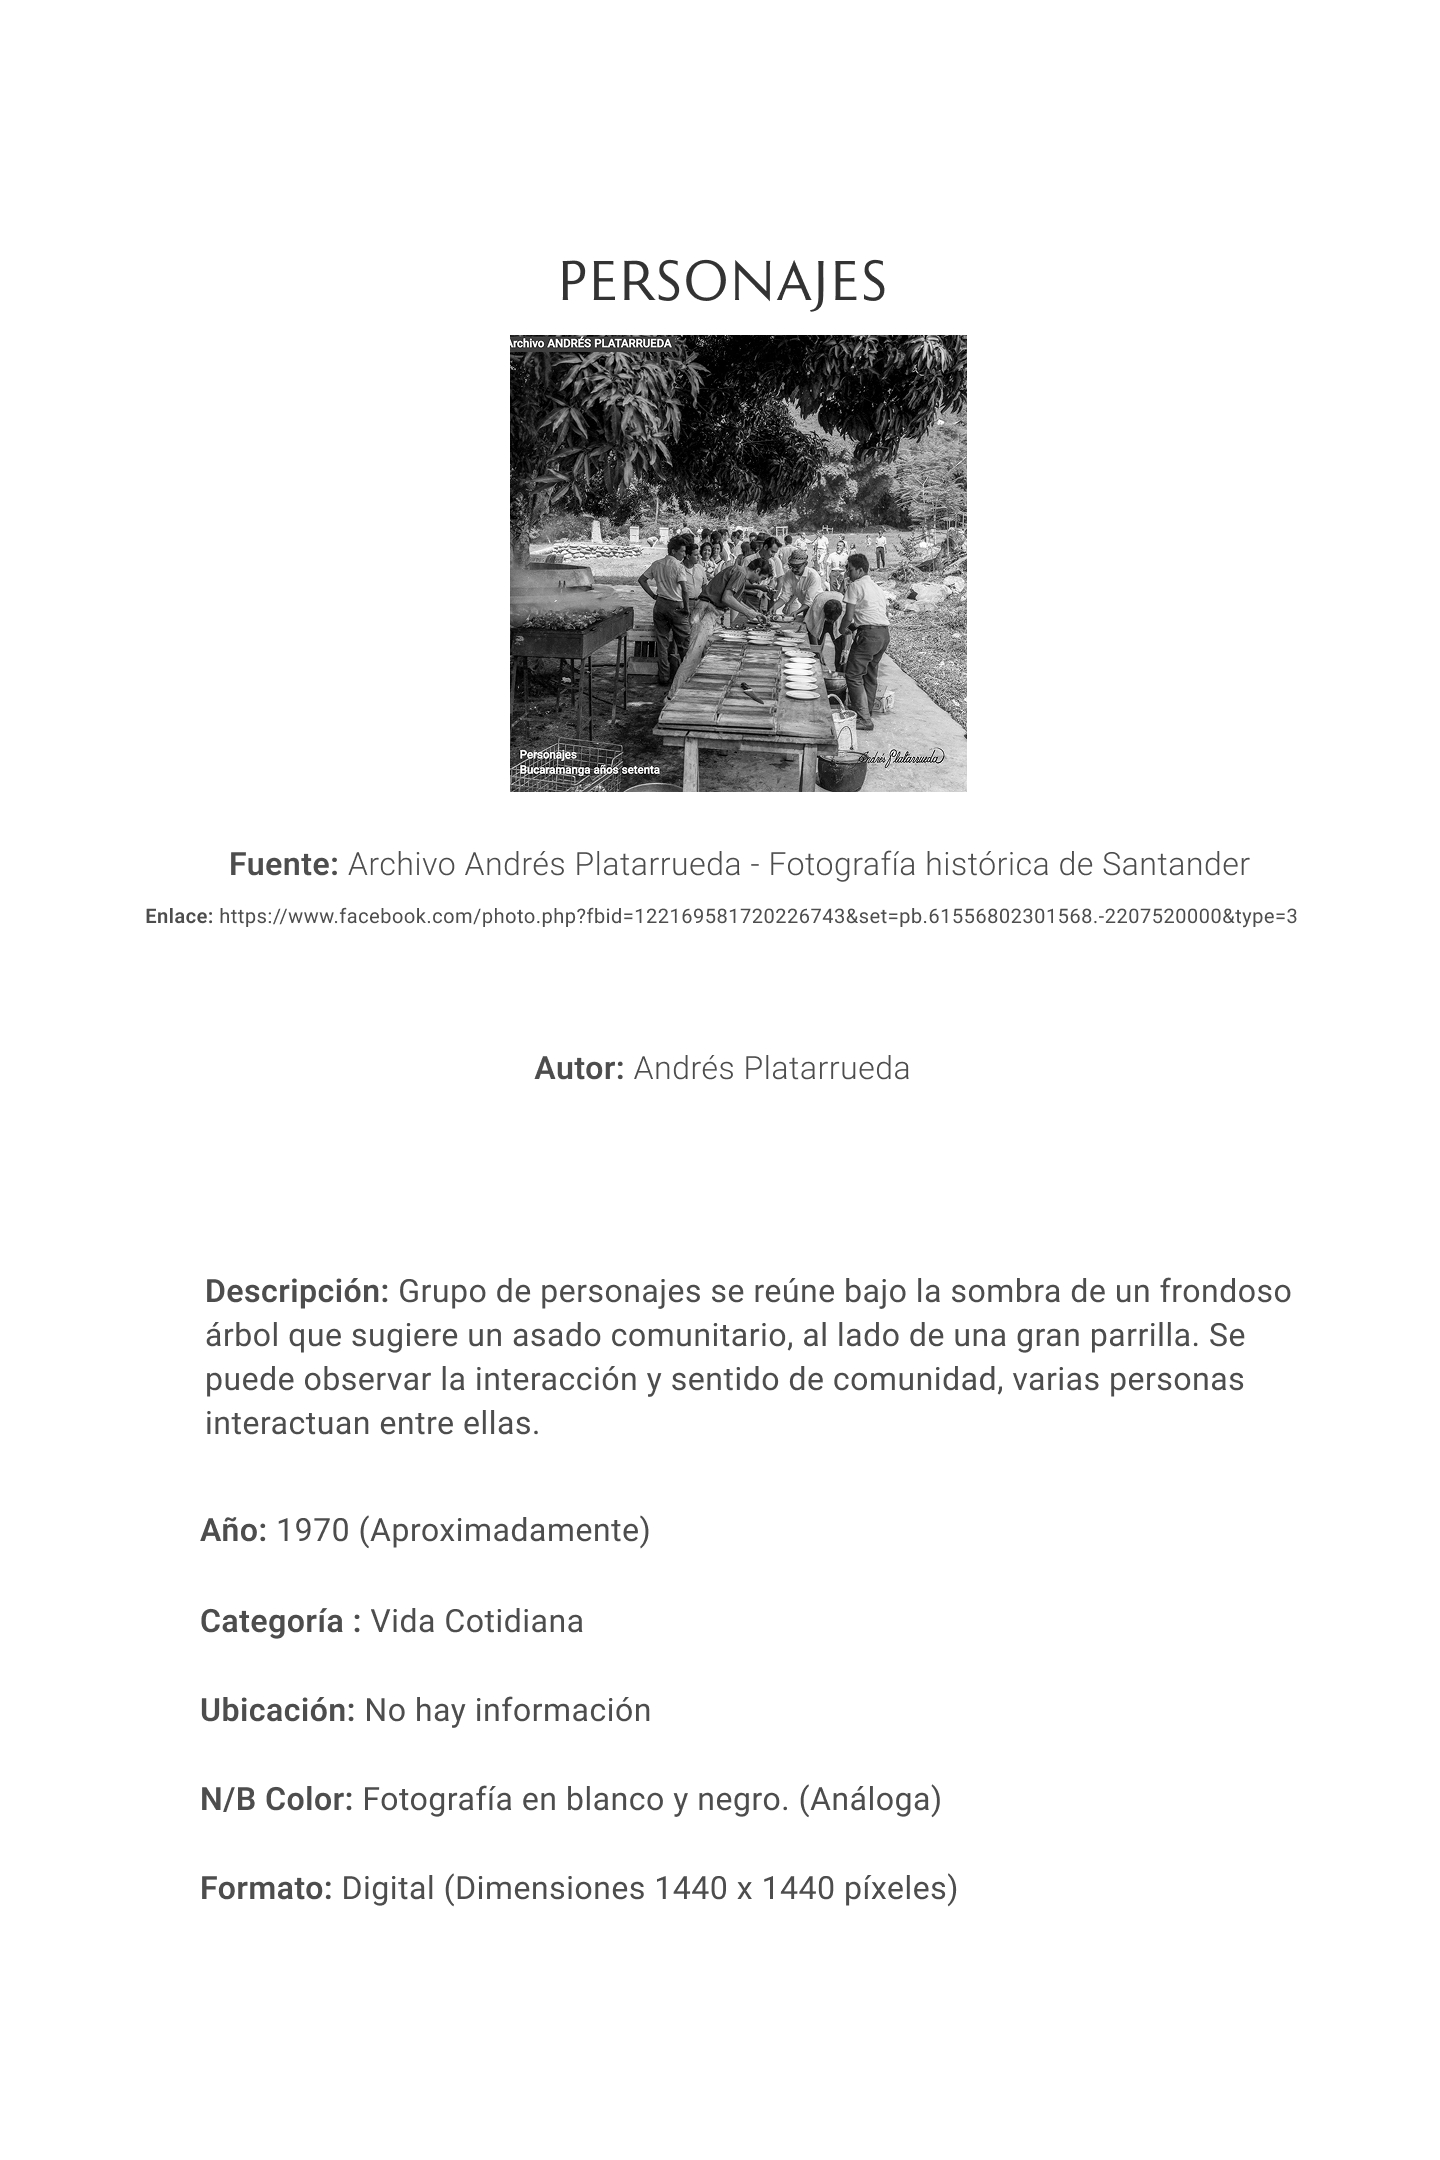 PERSONAJES
Archivo ANDRÉS PLATARRUEDA
Personajes
Bucaramanga años setenta
Andrés Platarrueda
Fuente: Archivo Andrés Platarrueda - Fotografía histórica de Santander
Enlace: https://www.facebook.com/photo.php?fbid=122169581720226743&set=pb.61556802301568.-2207520000&type=3
Autor: Andrés Platarrueda
Descripción: Grupo de personajes se reúne bajo la sombra de un frondoso
árbol que sugiere un asado comunitario, al lado de una gran parrilla. Se
puede observar la interacción y sentido de comunidad, varias personas
interactuan entre ellas.
Año: 1970 (Aproximadamente)
Categoría : Vida Cotidiana
Ubicación: No hay información
N/B Color: Fotografía en blanco y negro. (Análoga)
Formato: Digital (Dimensiones 1440 x 1440 píxeles)